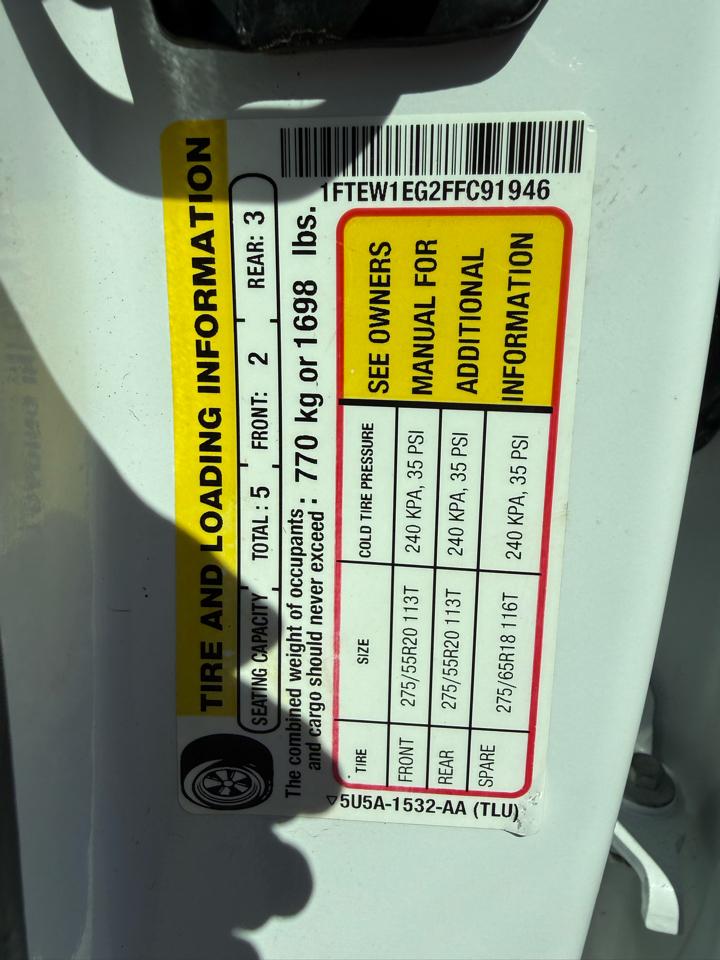 1FTEW1EG2FFC91946
TIRE AND LOADING INFORMATION
SEATING CAPACITY TOTAL : 5 FRONT: 2 REAR: 3
The combined weight of occupants and cargo should never exceed : 770 kg or 1698 lbs.
TIRE SIZE COLD TIRE PRESSURE
FRONT 275/55R20 113T 240 KPA, 35 PSI
REAR 275/55R20 113T 240 KPA, 35 PSI
SPARE 275/65R18 116T 240 KPA, 35 PSI
SEE OWNERS
MANUAL FOR
ADDITIONAL
INFORMATION
5U5A-1532-AA (TLU)